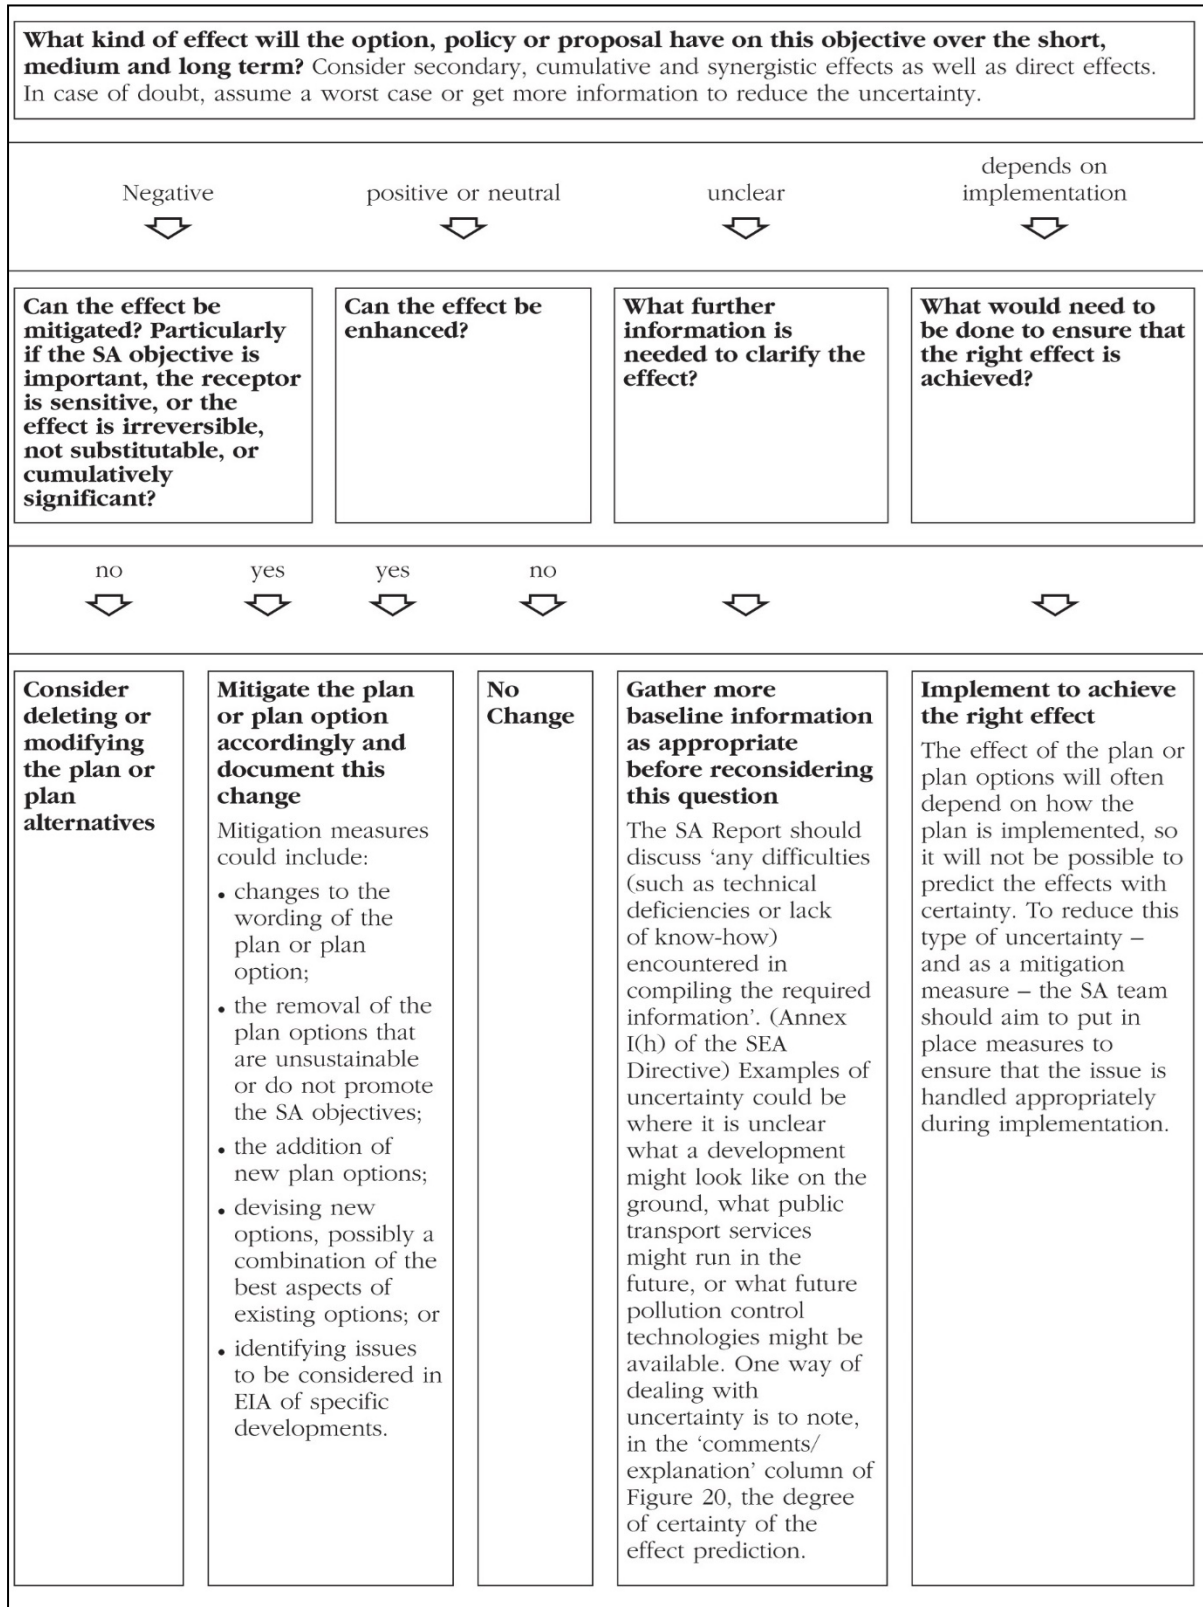 What kind of effect will the option, policy or proposal have on this objective over the short,
medium and long term? Consider secondary, cumulative and synergistic effects as well as direct effects.
In case of doubt, assume a worst case or get more information to reduce the uncertainty.
Negative
positive or neutral
unclear
depends on
implementation
Can the effect be
mitigated? Particularly
if the SA objective is
important, the receptor
is sensitive, or the
effect is irreversible,
not substitutable, or
cumulatively
significant?
Can the effect be
enhanced?
What further
information is
needed to clarify the
effect?
What would need to
be done to ensure that
the right effect is
achieved?
no
yes
yes
no
Consider
deleting or
modifying
the plan or
plan
alternatives
Mitigate the plan
or plan option
accordingly and
document this
change
Mitigation measures
could include:
• changes to the
wording of the
plan or plan
option;
• the removal of the
plan options that
are unsustainable
or do not promote
the SA objectives;
• the addition of
new plan options;
• devising new
options, possibly a
combination of the
best aspects of
existing options; or
• identifying issues
to be considered in
EIA of specific
developments.
No
Change
Gather more
baseline information
as appropriate
before reconsidering
this question
The SA Report should
discuss ‘any difficulties
(such as technical
deficiencies or lack
of know-how)
encountered in
compiling the required
information’. (Annex
I(h) of the SEA
Directive) Examples of
uncertainty could be
where it is unclear
what a development
might look like on the
ground, what public
transport services
might run in the
future, or what future
pollution control
technologies might be
available. One way of
dealing with
uncertainty is to note,
in the ‘comments/
explanation’ column of
Figure 20, the degree
of certainty of the
effect prediction.
Implement to achieve
the right effect
The effect of the plan or
plan options will often
depend on how the
plan is implemented, so
it will not be possible to
predict the effects with
certainty. To reduce this
type of uncertainty –
and as a mitigation
measure – the SA team
should aim to put in
place measures to
ensure that the issue is
handled appropriately
during implementation.